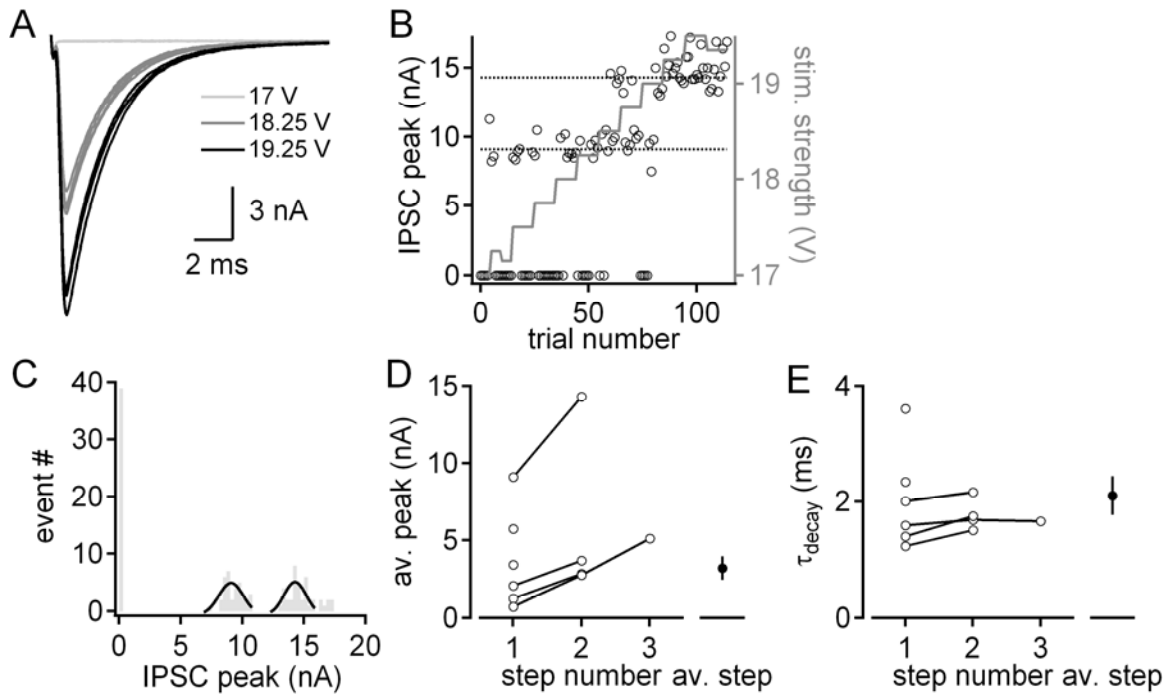 A
17 V
18.25 V
19.25 V
3 nA
2 ms
B
IPSC peak (nA)
15
10
5
0
0
50
100
trial number
19
18
17
stim. strength (V)
C
event #
40
30
20
10
0
0
5
10
15
20
IPSC peak (nA)
D
av. peak (nA)
15
10
5
0
1
2
3
step number
av. step
E
τdecay (ms)
4
2
0
1
2
3
step number
av. step